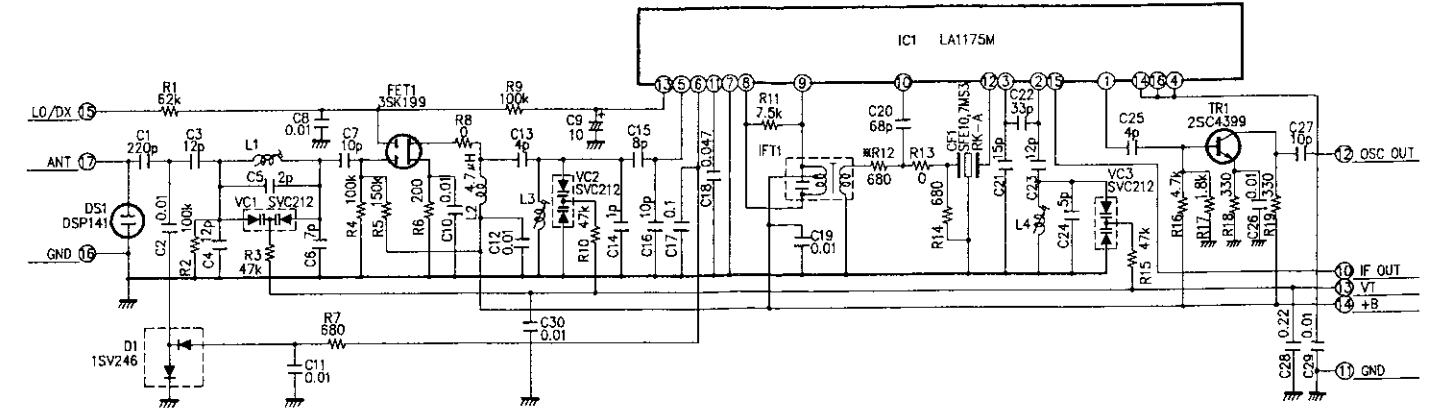 IC1 LA1175M
13 5 6 11 7 8 9 10 12 3 2 15 1 14 16 4
R1
62k
FET1
3SK199
R9
100k
LO/DX 15
C8
0.01
C9
10
R8
0
R11
7.5k
C20
68p
CF1
SFE10.7MS3
RK-A
C22
33p
C25
4p
TR1
2SC4399
C27
10p
12 OSC OUT
C1
220p
C3
12p
L1
C7
10p
ANT 17
C5 2p
C13
4p
C15
8p
C18 0.047
IFT1
※R12
680
R13
0
C21 15p
C23 12p
VC3
SVC212
DS1
DSP141
C2 0.01
R2 100k
C4 12p
VC1 SVC212
C6 7p
R4 100k
R5 150k
R6 200
C10 0.01
L2 4.7μH
C12
0.01
L3
VC2
SVC212
R10 47k
C14 1p
C16 10p
C17 0.1
C19
0.01
R14 680
L4
C24 .5p
R15 47k
R16 4.7k
R17 1.8k
R18 330
C26 0.01
R19 330
GND 16
R3
47k
10 IF OUT
13 VT
14 +B
D1
1SV246
R7
680
C11
0.01
C30
0.01
C28 0.22
C29 0.01
11 GND